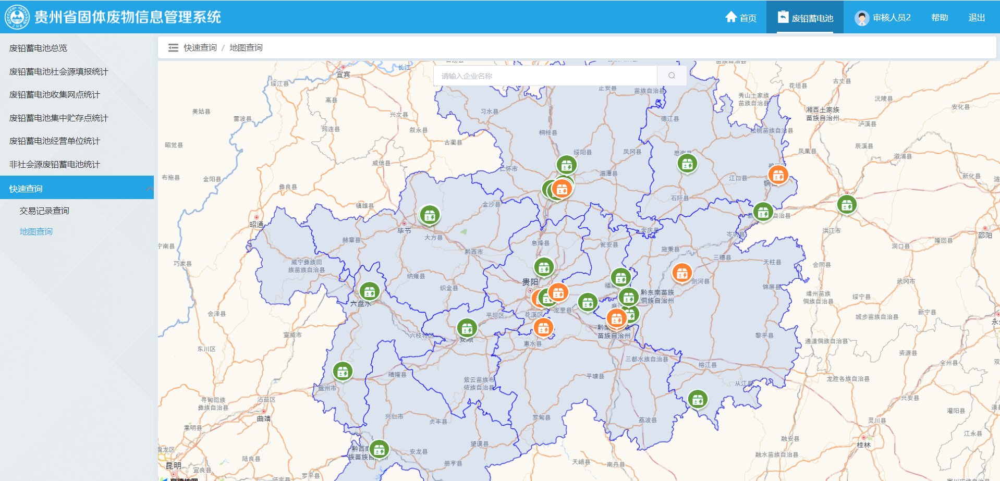 贵州省固体废物信息管理系统
首页
废铅蓄电池
审核人员2
帮助
退出
废铅蓄电池总览
废铅蓄电池社会源填报统计
废铅蓄电池收集网点统计
废铅蓄电池集中贮存点统计
废铅蓄电池经营单位统计
非社会源废铅蓄电池统计
快速查询
交易记录查询
地图查询
快速查询 / 地图查询
请输入企业名称
长江
宜宾
绥江县
正安县
苗族自治县
花垣县
古丈县
高县
秀山土家族
苗族自治县
沅陵县
美姑县
雷波县
兴文县
习水县
德江县
湘西土家族
苗族自治州
安化县
筠连县
叙永县
桐梓县
松桃苗族自治县
泸溪县
昭觉县
古蔺县
绥阳县
凤冈县
凤凰县
辰溪县
溆浦县
威信县
仁怀市
湄潭县
江口县
新化县
布拖县
金阳县
彝良县
石阡县
镇雄县
金沙县
自治县
昭通
毕节
大方县
息烽县
瓮安县
余庆县
岑巩县
洪江市
邵阳
宁南县
赫章县
黔西市
施秉县
三穗县
洞口县
隆回县
巧家县
威宁彝族回
族苗族自治县
天柱县
会同县
纳雍县
织金县
贵阳
剑河县
锦屏县
武冈市
六盘水
黔东南苗族
侗族自治州
靖州苗族
侗族自治县
绥宁县
会泽县
平坝区
花溪区
龙里县
城步苗族自治县
新宁县
宣威市
六枝特区
安顺
惠水县
苗族自治州
黎平县
通道侗族自治县
东川区
三都水族自治县
榕江县
资源县
全州县
晴隆县
紫云苗族布
依族自治县
平塘县
从江县
龙胜各族自治县
盘州市
寻甸回族
彝族自治县
沾益区
兴安县
曲靖
兴仁市
贞丰县
罗甸县
荔波县
灵川县
灌阳县
嵩明县
融安县
桂林
江永县
盘龙区
安龙县
望谟县
昆明
陆良县
宜良县
册亨县
天峨县
南丹县
融水苗族自治县
师宗县
罗平县
高德地图